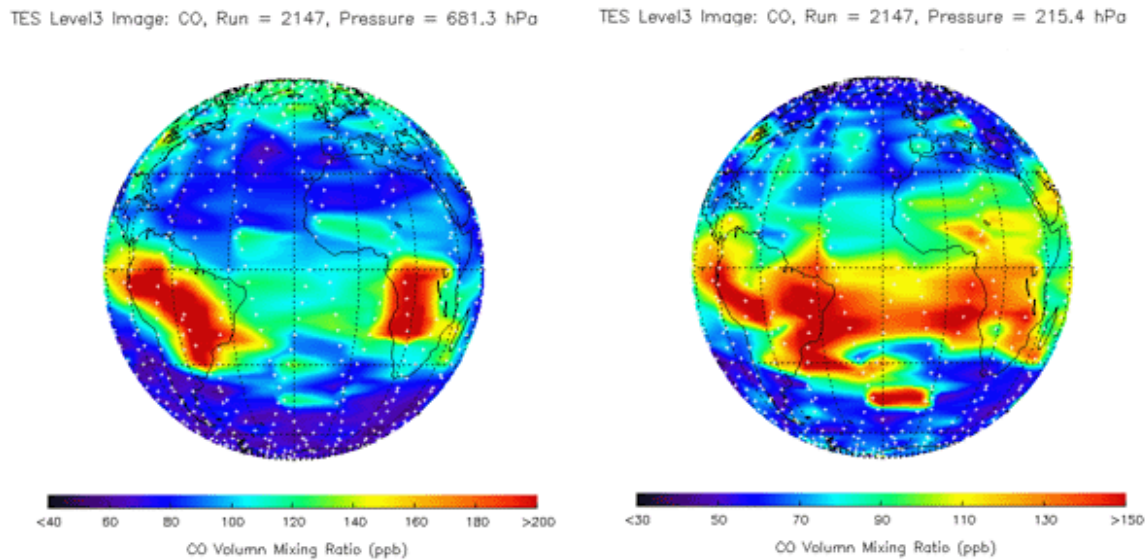 TES Level3 Image: CO, Run = 2147, Pressure = 681.3 hPa
TES Level3 Image: CO, Run = 2147, Pressure = 215.4 hPa
<40 60 80 100 120 140 160 180 >200
CO Volumn Mixing Ratio (ppb)
<30 50 70 90 110 130 >150
CO Volumn Mixing Ratio (ppb)